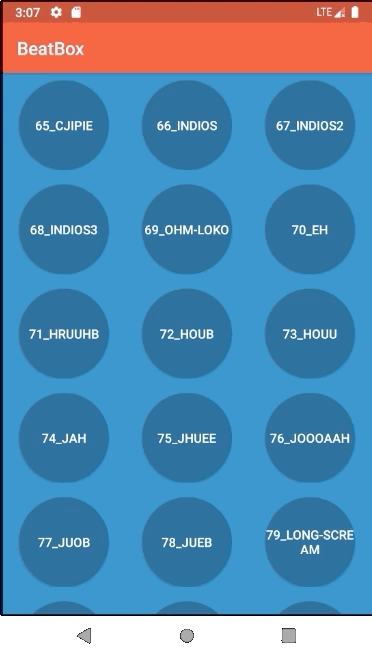 3:07 LTE
BeatBox
65_CJIPIE 66_INDIOS 67_INDIOS2
68_INDIOS3 69_OHM-LOKO 70_EH
71_HRUUHB 72_HOUB 73_HOUU
74_JAH 75_JHUEE 76_JOOOAAH
77_JUOB 78_JUEB 79_LONG-SCRE
AM